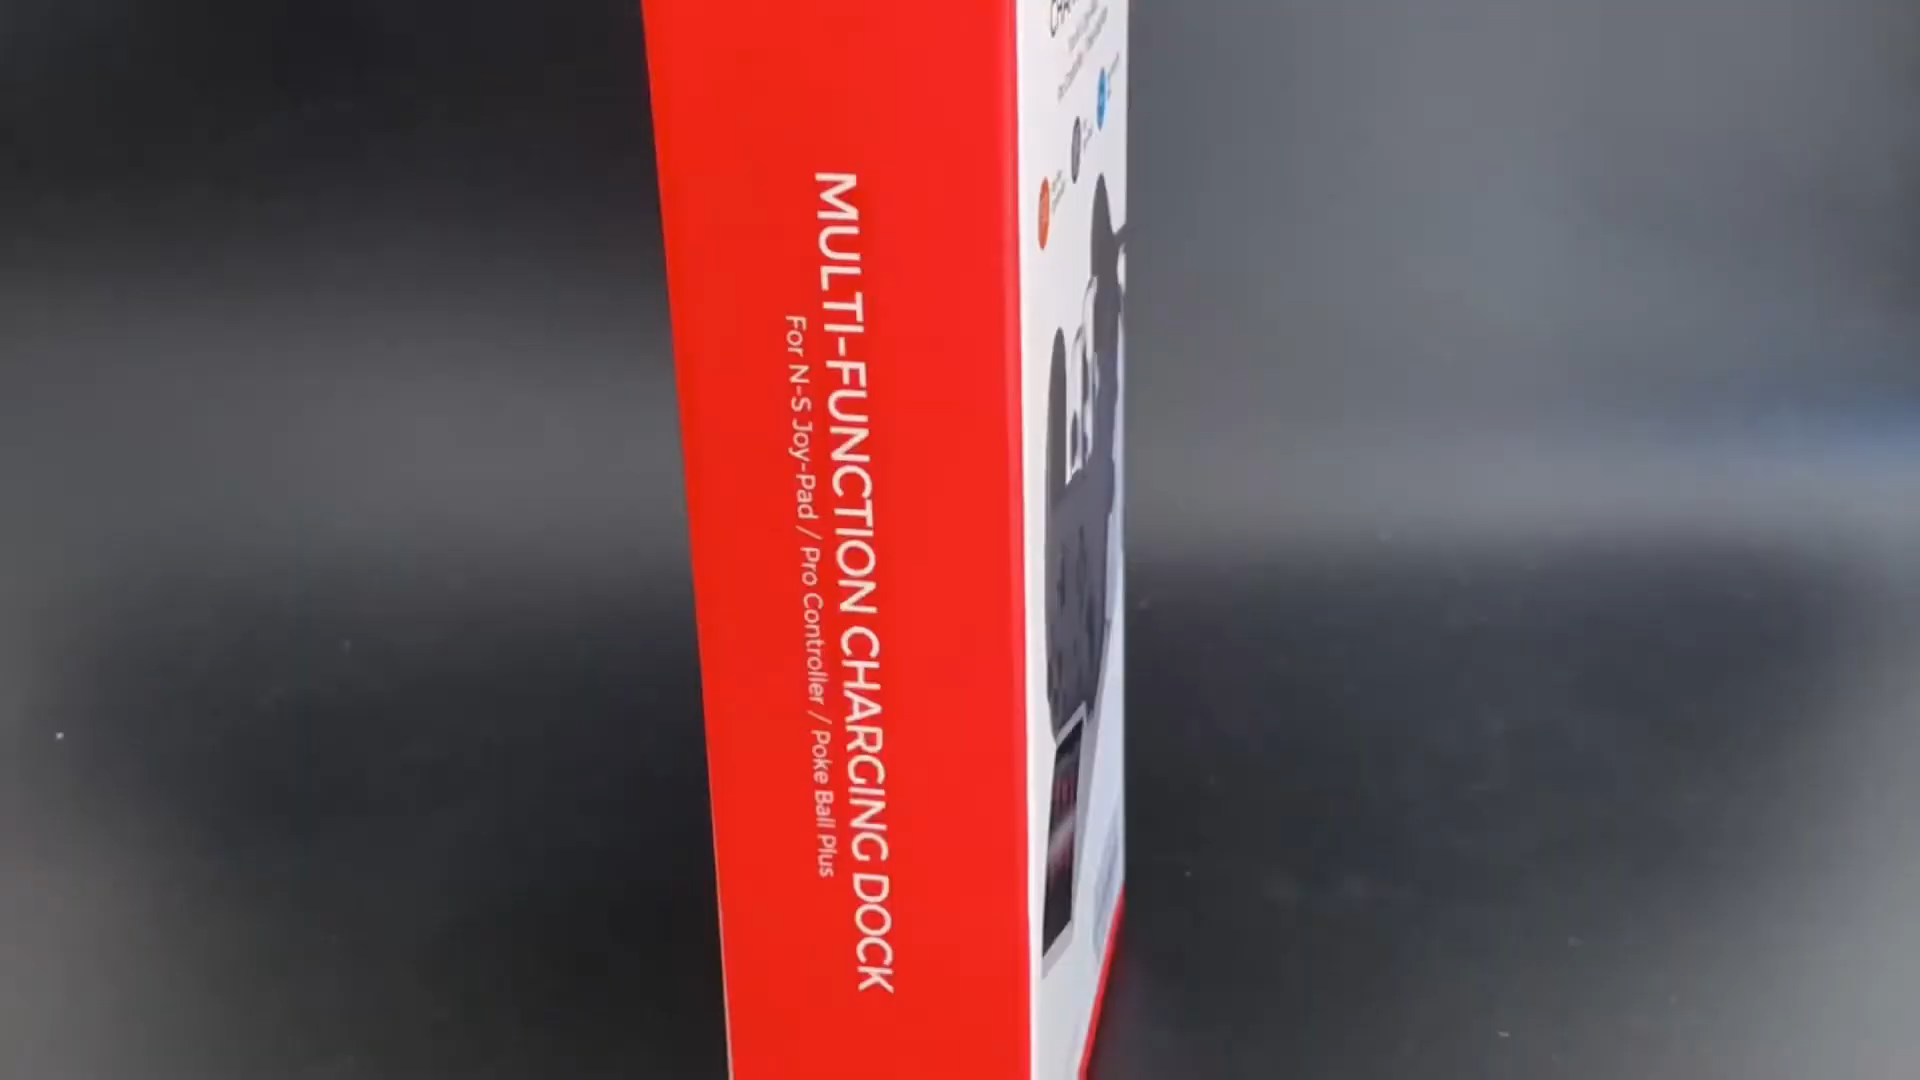 MULTI-FUNCTION CHARGING DOCK
For N-S Joy-Pad / Pro Controller / Poke Ball Plus